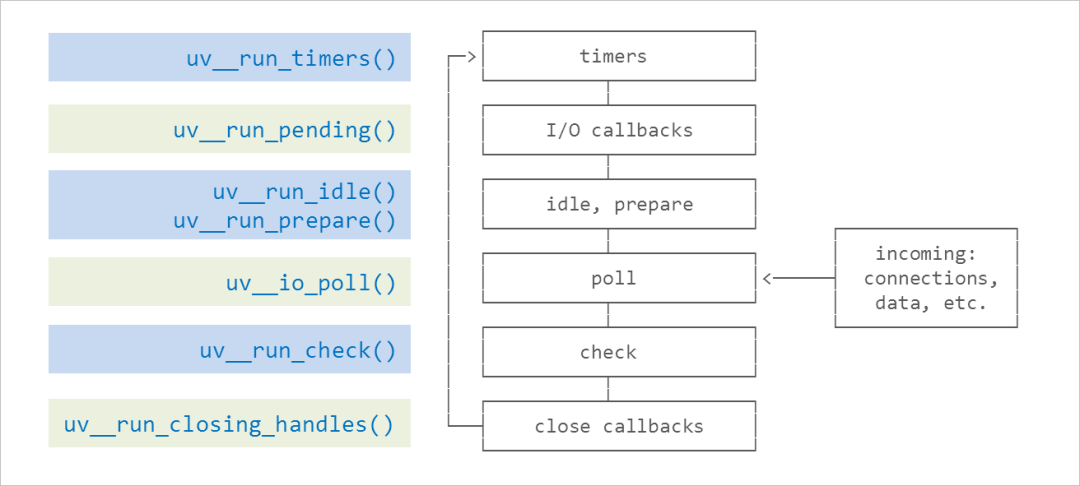 uv__run_timers()
timers
uv__run_pending()
I/O callbacks
uv__run_idle()
uv__run_prepare()
idle, prepare
uv__io_poll()
poll
incoming:
connections,
data, etc.
uv__run_check()
check
uv__run_closing_handles()
close callbacks